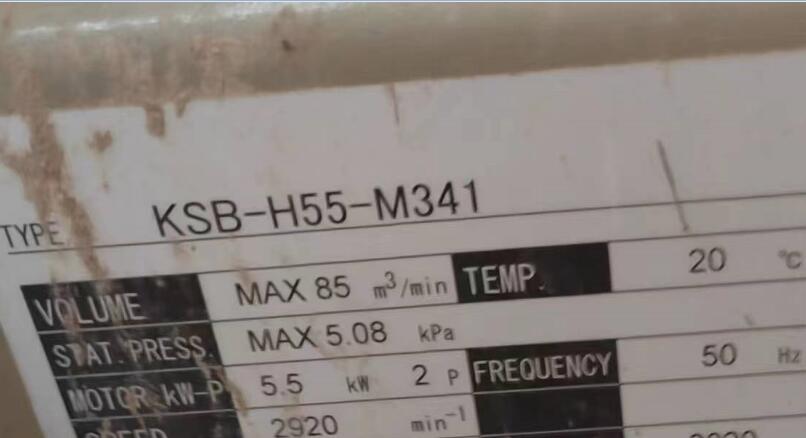 TYPE KSB-H55-M341
VOLUME MAX 85 m³/min TEMP. 20 ℃
STAT. PRESS. MAX 5.08 kPa
MOTOR kW-P 5.5 kW 2 P FREQUENCY 50 Hz
SPEED 2920 min⁻¹